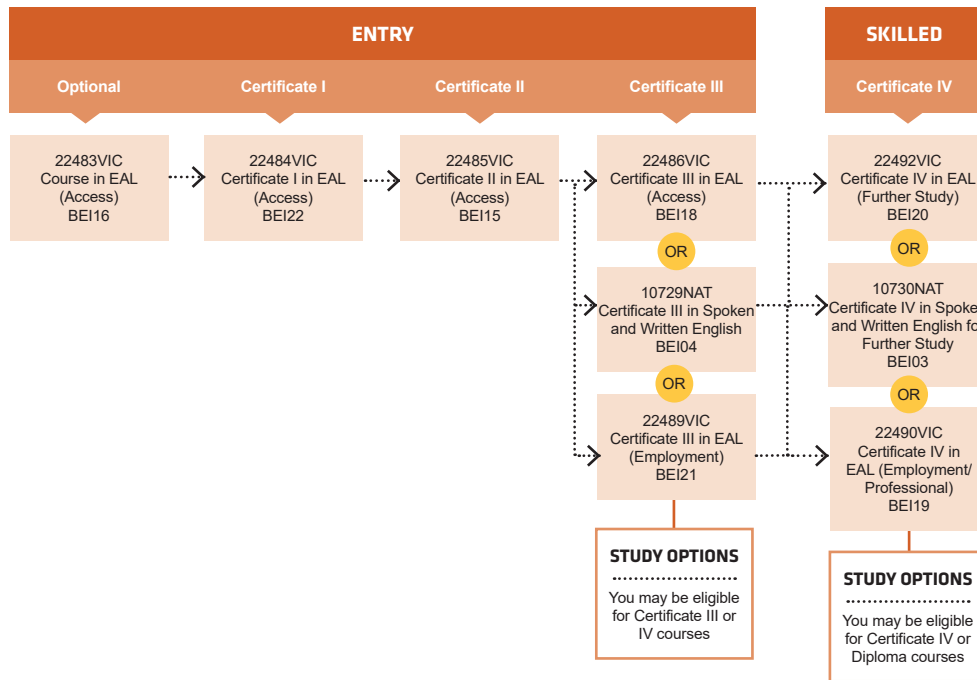 ENTRY
SKILLED
Optional
Certificate I
Certificate II
Certificate III
Certificate IV
22483VIC
Course in EAL
(Access)
BEI16
22484VIC
Certificate I in EAL
(Access)
BEI22
22485VIC
Certificate II in EAL
(Access)
BEI15
22486VIC
Certificate III in EAL
(Access)
BEI18
22492VIC
Certificate IV in EAL
(Further Study)
BEI20
OR
OR
10729NAT
Certificate III in Spoken
and Written English
BEI04
10730NAT
Certificate IV in Spoke
and Written English fo
Further Study
BEI03
OR
OR
22489VIC
Certificate III in EAL
(Employment)
BEI21
22490VIC
Certificate IV in
EAL (Employment/
Professional)
BEI19
STUDY OPTIONS
You may be eligible
for Certificate III or
IV courses
STUDY OPTIONS
You may be eligible
for Certificate IV or
Diploma courses